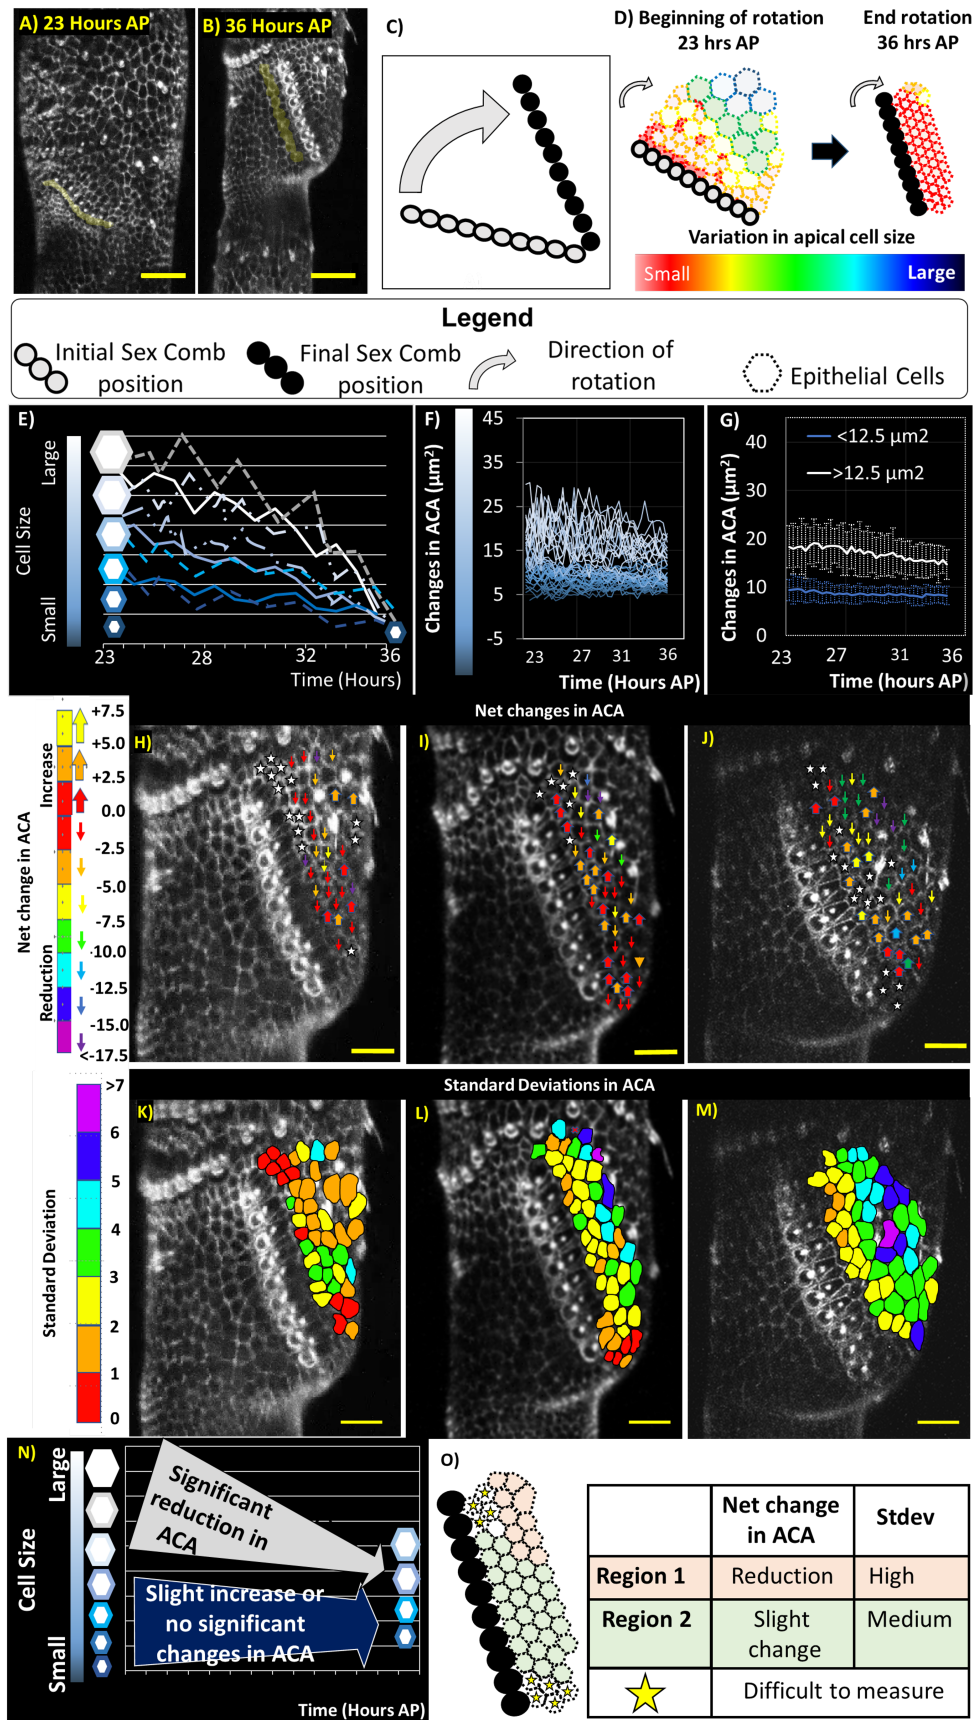 A) 23 Hours AP
B) 36 Hours AP
C)
D) Beginning of rotation
23 hrs AP
End rotation
36 hrs AP
Variation in apical cell size
Small
Large
Legend
Initial Sex Comb
position
Final Sex Comb
position
Direction of
rotation
Epithelial Cells
E)
Large
Cell Size
Small
23
28
32
36
Time (Hours)
F)
Changes in ACA (µm²)
45
35
25
15
5
-5
23
27
31
36
Time (Hours AP)
G)
Changes in ACA (µm²)
40
30
20
10
0
<12.5 µm2
>12.5 µm2
23
31
36
Time (hours AP)
Net changes in ACA
Net change in ACA
Increase
Reduction
+7.5
+5.0
+2.5
0.0
-2.5
-5.0
-7.5
-10.0
-12.5
-15.0
<-17.5
H)
I)
J)
Standard Deviations in ACA
Standard Deviation
>7
6
5
4
3
2
1
0
K)
L)
M)
N)
Large
Cell Size
Small
Significant
reduction in
ACA
Slight increase or
no significant
changes in ACA
Time (Hours AP)
O)
Net change
in ACA
Stdev
Region 1
Reduction
High
Region 2
Slight
change
Medium
Difficult to measure